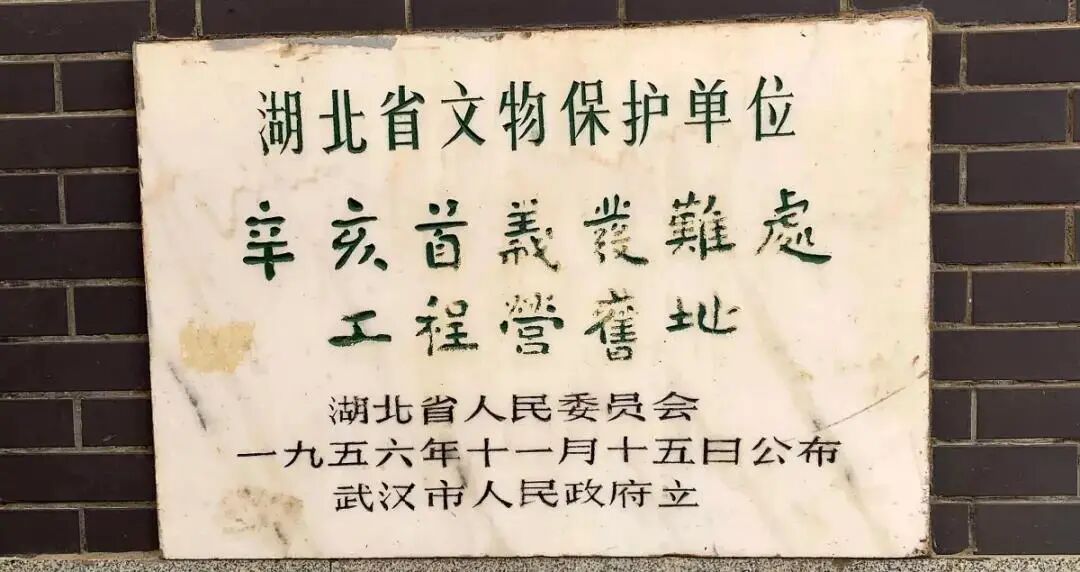 湖北省文物保护单位
辛亥首義發難處
工程營舊址
湖北省人民委员会
一九五六年十一月十五日公布
武汉市人民政府立